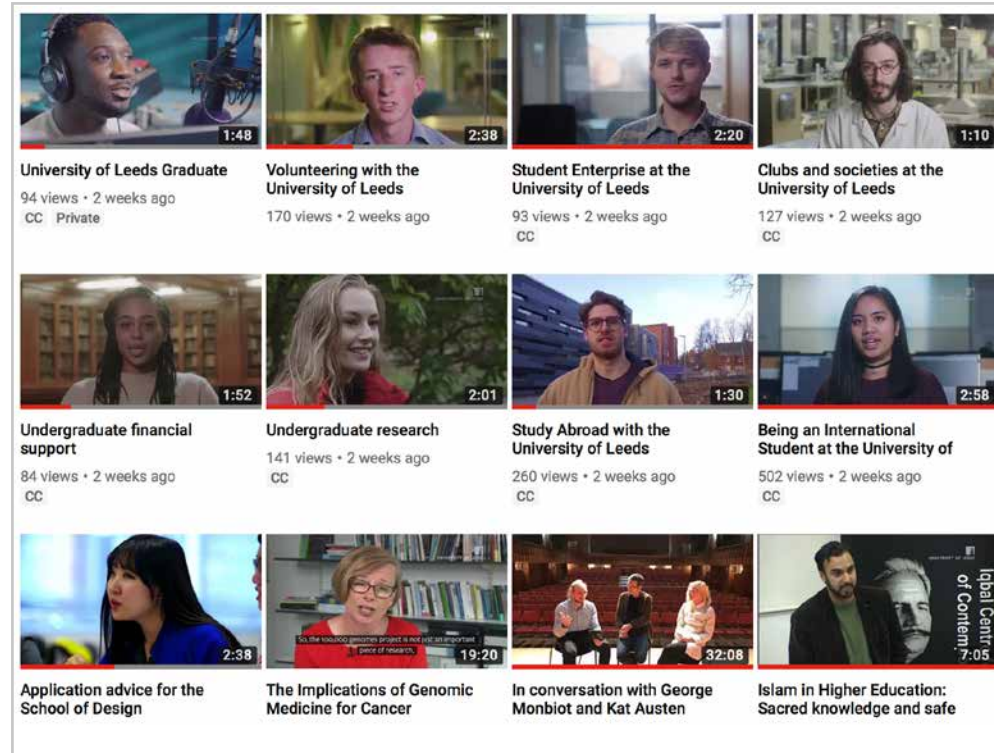 1:48
2:38
2:20
1:10
University of Leeds Graduate
94 views • 2 weeks ago
CC Private
Volunteering with the
University of Leeds
170 views • 2 weeks ago
Student Enterprise at the
University of Leeds
93 views • 2 weeks ago
CC
Clubs and societies at the
University of Leeds
127 views • 2 weeks ago
CC
1:52
2:01
1:30
2:58
Undergraduate financial
support
84 views • 2 weeks ago
CC
Undergraduate research
141 views • 2 weeks ago
CC
Study Abroad with the
University of Leeds
260 views • 2 weeks ago
CC
Being an International
Student at the University of
502 views • 2 weeks ago
CC
2:38
So, the 100,000 genomes project is not just an important
piece of research,
19:20
32:08
UNIVERSITY OF LEEDS
Iqbal Centr
of Contem
7:05
Application advice for the
School of Design
The Implications of Genomic
Medicine for Cancer
In conversation with George
Monbiot and Kat Austen
Islam in Higher Education:
Sacred knowledge and safe